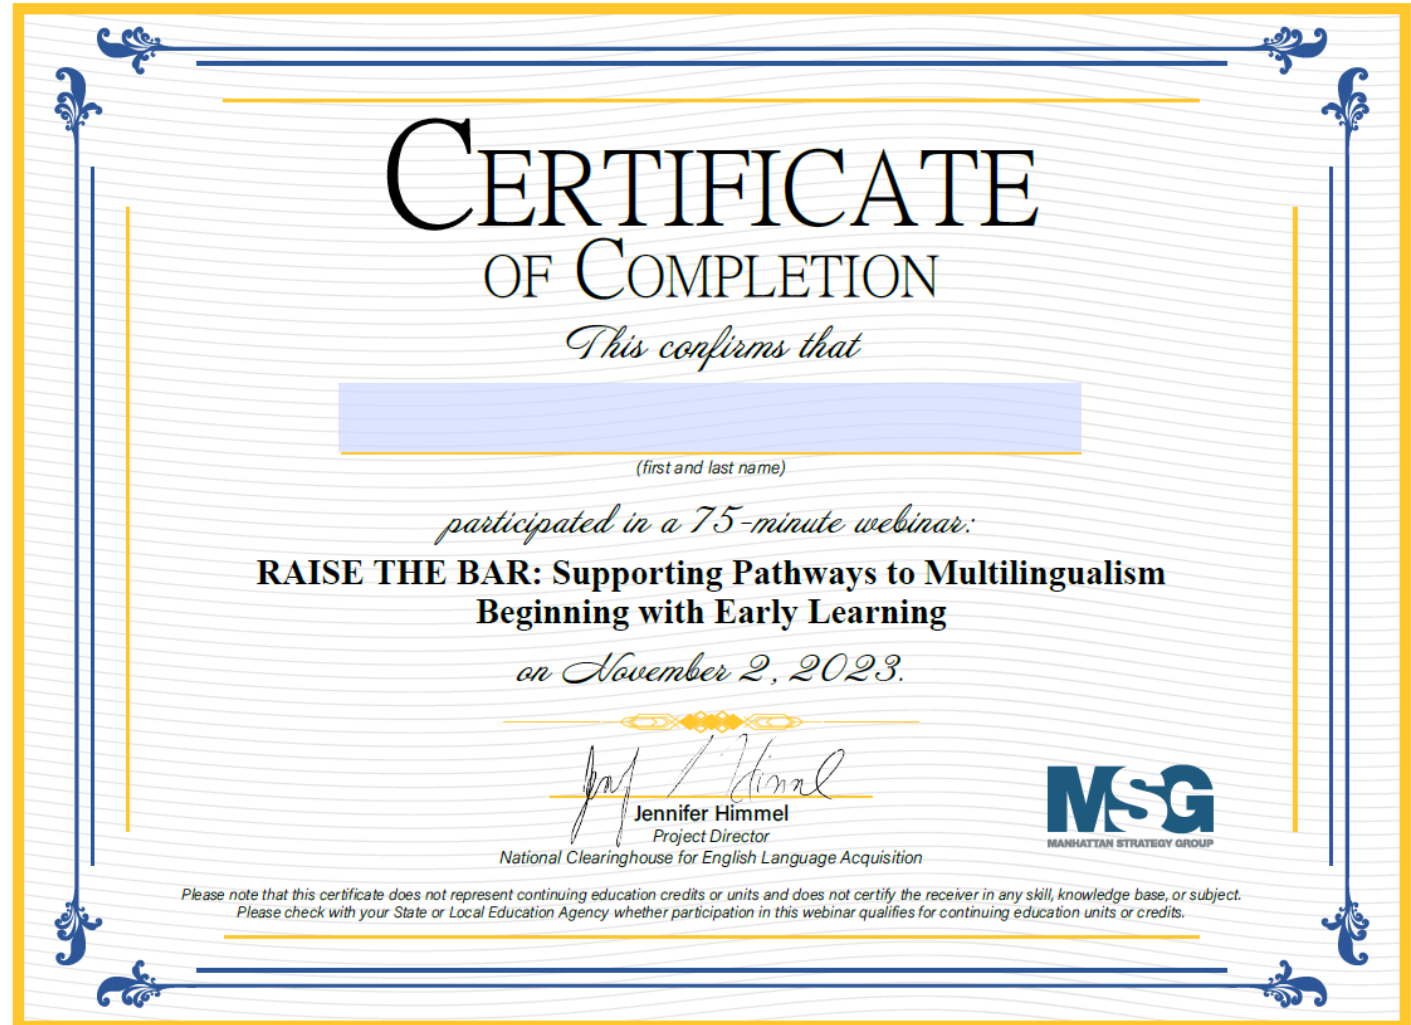 CERTIFICATE
OF COMPLETION
This confirms that
(first and last name)
participated in a 75-minute webinar:
RAISE THE BAR: Supporting Pathways to Multilingualism
Beginning with Early Learning
on November 2, 2023.
Jennifer Himmel
Project Director
National Clearinghouse for English Language Acquisition
MSG
MANHATTAN STRATEGY GROUP
Please note that this certificate does not represent continuing education credits or units and does not certify the receiver in any skill, knowledge base, or subject.
Please check with your State or Local Education Agency whether participation in this webinar qualifies for continuing education units or credits.